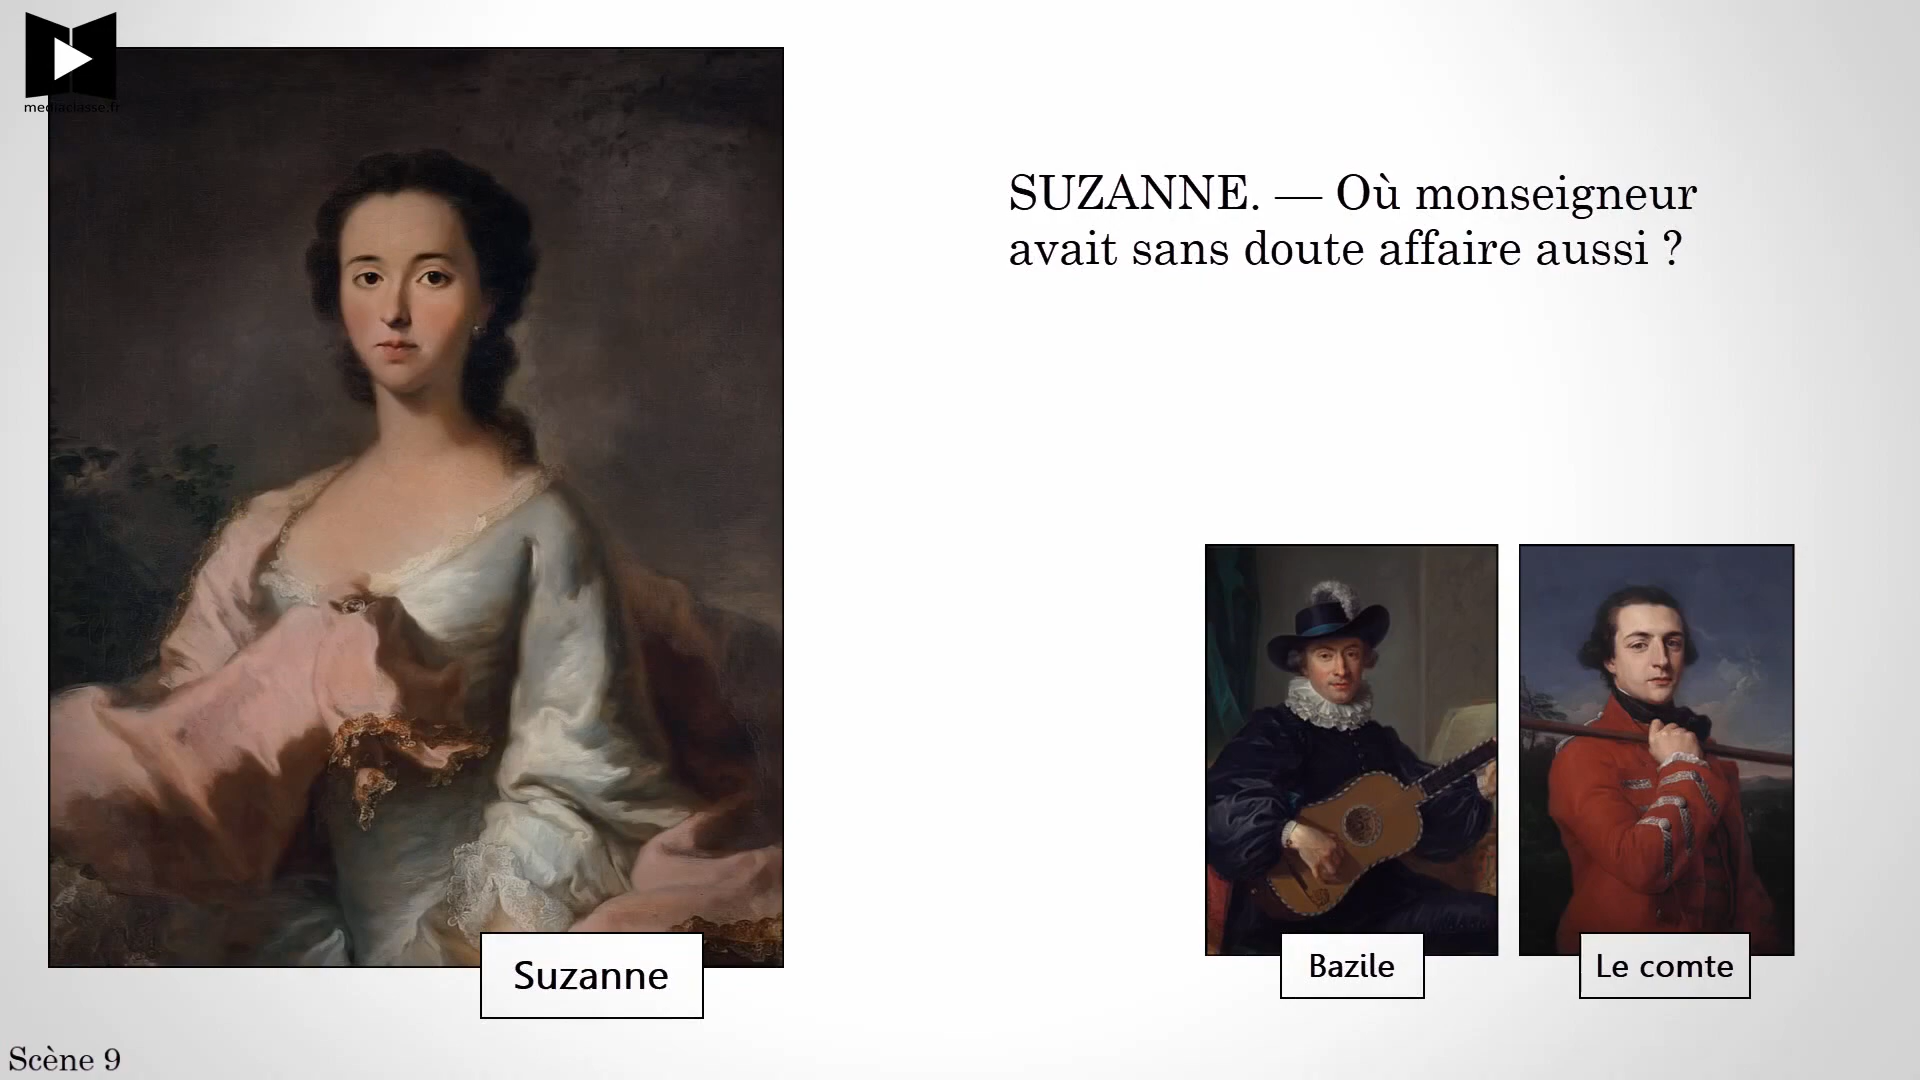 mediaclasse.fr
SUZANNE. — Où monseigneur
avait sans doute affaire aussi ?
Suzanne
Bazile
Le comte
Scène 9